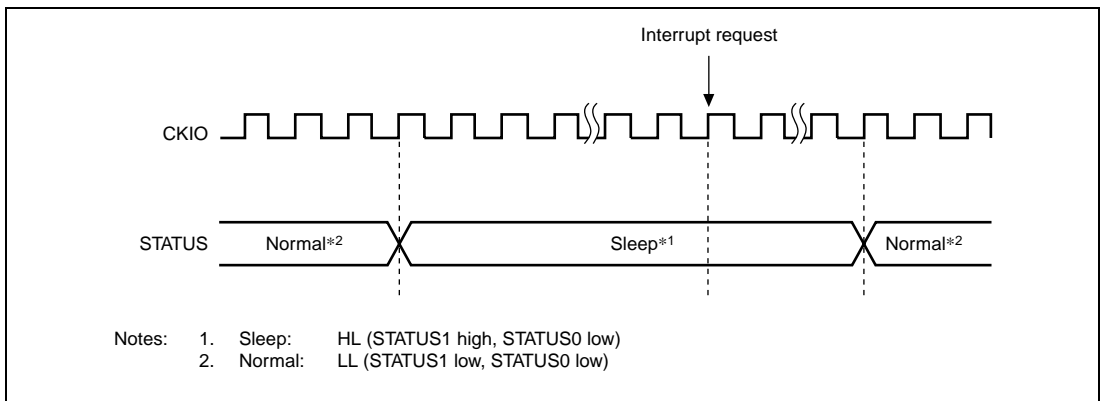 Interrupt request
CKIO
STATUS Normal*2 Sleep*1 Normal*2
Notes: 1. Sleep: HL (STATUS1 high, STATUS0 low)
2. Normal: LL (STATUS1 low, STATUS0 low)